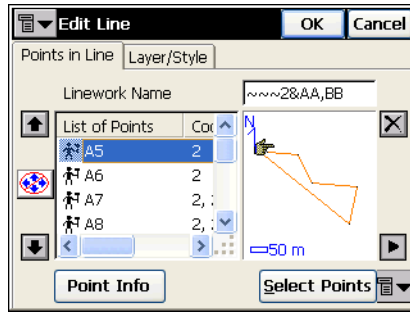 Edit Line OK Cancel
Points in Line Layer/Style
Linework Name ~~~2&AA,BB
List of Points
A5 2
A6 2
A7 2,
A8 2,
N
50 m
Point Info Select Points